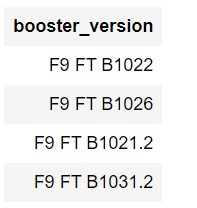 booster_version
F9 FT B1022
F9 FT B1026
F9 FT B1021.2
F9 FT B1031.2